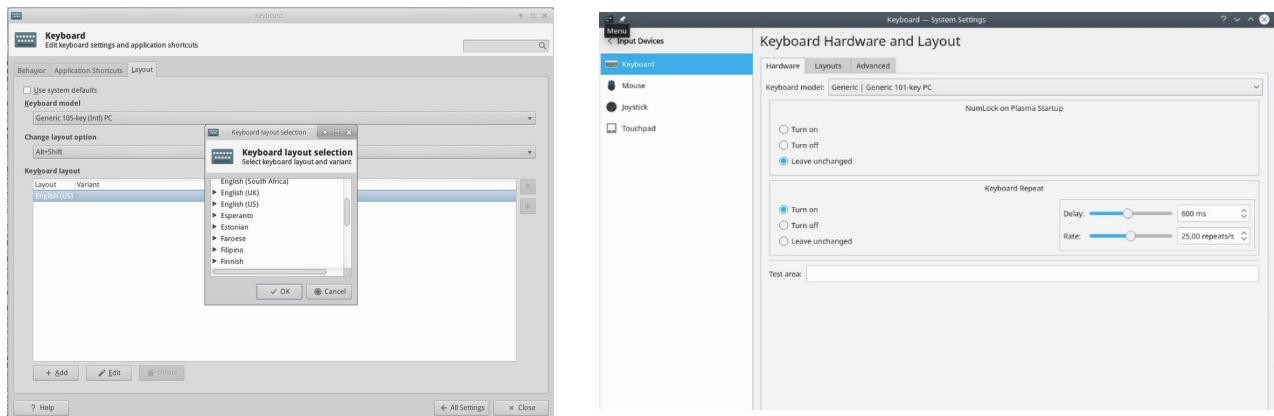 Keyboard
Keyboard
Edit keyboard settings and application shortcuts
Behavior Application Shortcuts Layout
Use system defaults
Keyboard model
Generic 105-key (Intl) PC
Change layout option
Alt+Shift
Keyboard layout
Layout Variant
English (US)
Keyboard layout selection
Keyboard layout selection
Select keyboard layout and variant
English (South Africa)
English (UK)
English (US)
Esperanto
Estonian
Faroese
Filipino
Finnish
OK Cancel
+ Add Edit Delete
? Help
All Settings × Close
Keyboard — System Settings
Menu
< Input Devices
Keyboard
Mouse
Joystick
Touchpad
Keyboard Hardware and Layout
Hardware Layouts Advanced
Keyboard model: Generic | Generic 101-key PC
NumLock on Plasma Startup
Turn on
Turn off
Leave unchanged
Keyboard Repeat
Turn on
Turn off
Leave unchanged
Delay: 600 ms
Rate: 25.00 repeats/s
Test area: